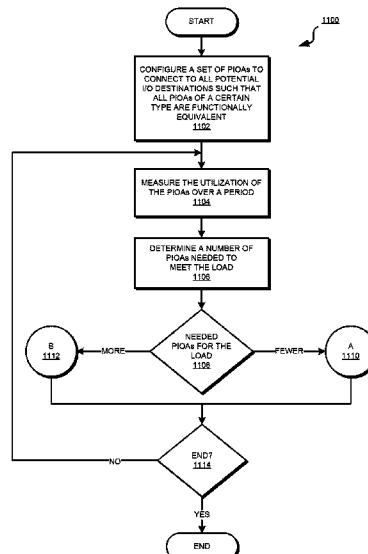 START
1100
CONFIGURE A SET OF PIOAs TO
CONNECT TO ALL POTENTIAL
I/O DESTINATIONS SUCH THAT
ALL PIOAs OF A CERTAIN
TYPE ARE FUNCTIONALLY
EQUIVALENT
1102
MEASURE THE UTILIZATION OF
THE PIOAs OVER A PERIOD
1104
DETERMINE A NUMBER OF
PIOAs NEEDED TO
MEET THE LOAD
1106
B
1112
MORE
NEEDED
PIOAs FOR THE
LOAD
1108
FEWER
A
1110
NO
END?
1114
YES
END